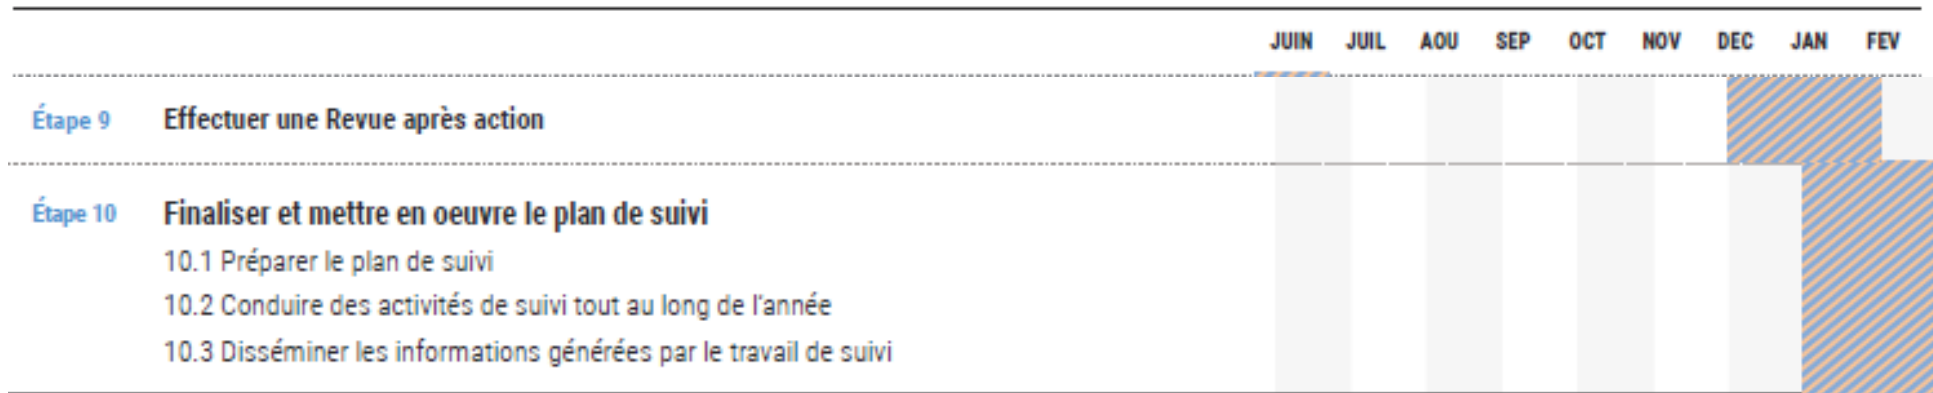 JUIN JUIL AOU SEP OCT NOV DEC JAN FEV
Étape 9 Effectuer une Revue après action
Étape 10 Finaliser et mettre en oeuvre le plan de suivi
10.1 Préparer le plan de suivi
10.2 Conduire des activités de suivi tout au long de l'année
10.3 Disséminer les informations générées par le travail de suivi